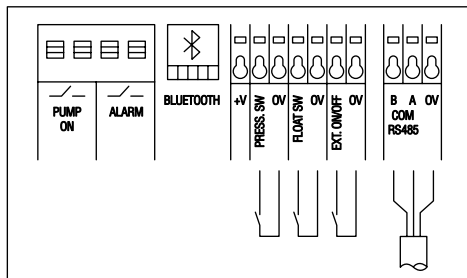 PUMP
ON
ALARM
BLUETOOTH
+V
PRESS. SW
0V
FLOAT SW
0V
EXT. ON/OFF
0V
B A 0V
COM
RS485